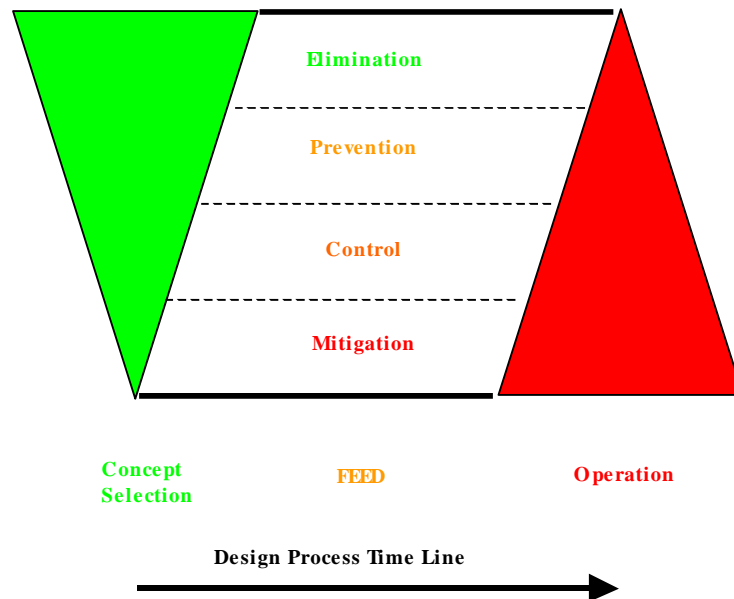 Elimination
Prevention
Control
Mitigation
Concept
Selection
FEED
Operation
Design Process Time Line